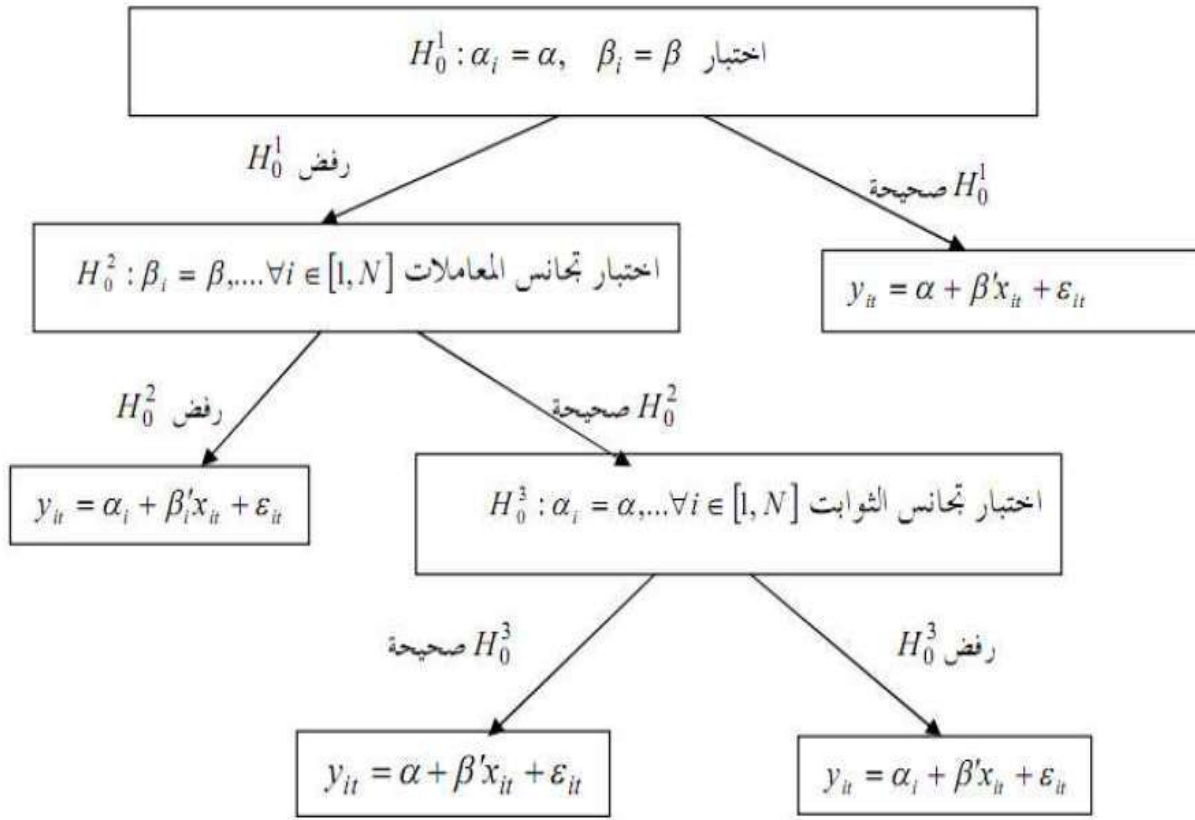 اختبار $H_0^1 : \alpha_i = \alpha, \quad \beta_i = \beta$
رفض $H_0^1$
$H_0^1$ صحيحة
اختبار تجانس المعاملات $H_0^2 : \beta_i = \beta,....\forall i \in [1, N]$
$y_{it} = \alpha + \beta' x_{it} + \varepsilon_{it}$
رفض $H_0^2$
$H_0^2$ صحيحة
$y_{it} = \alpha_i + \beta_i' x_{it} + \varepsilon_{it}$
اختبار تجانس الثوابت $H_0^3 : \alpha_i = \alpha,...\forall i \in [1, N]$
$H_0^3$ صحيحة
رفض $H_0^3$
$y_{it} = \alpha + \beta' x_{it} + \varepsilon_{it}$
$y_{it} = \alpha_i + \beta' x_{it} + \varepsilon_{it}$